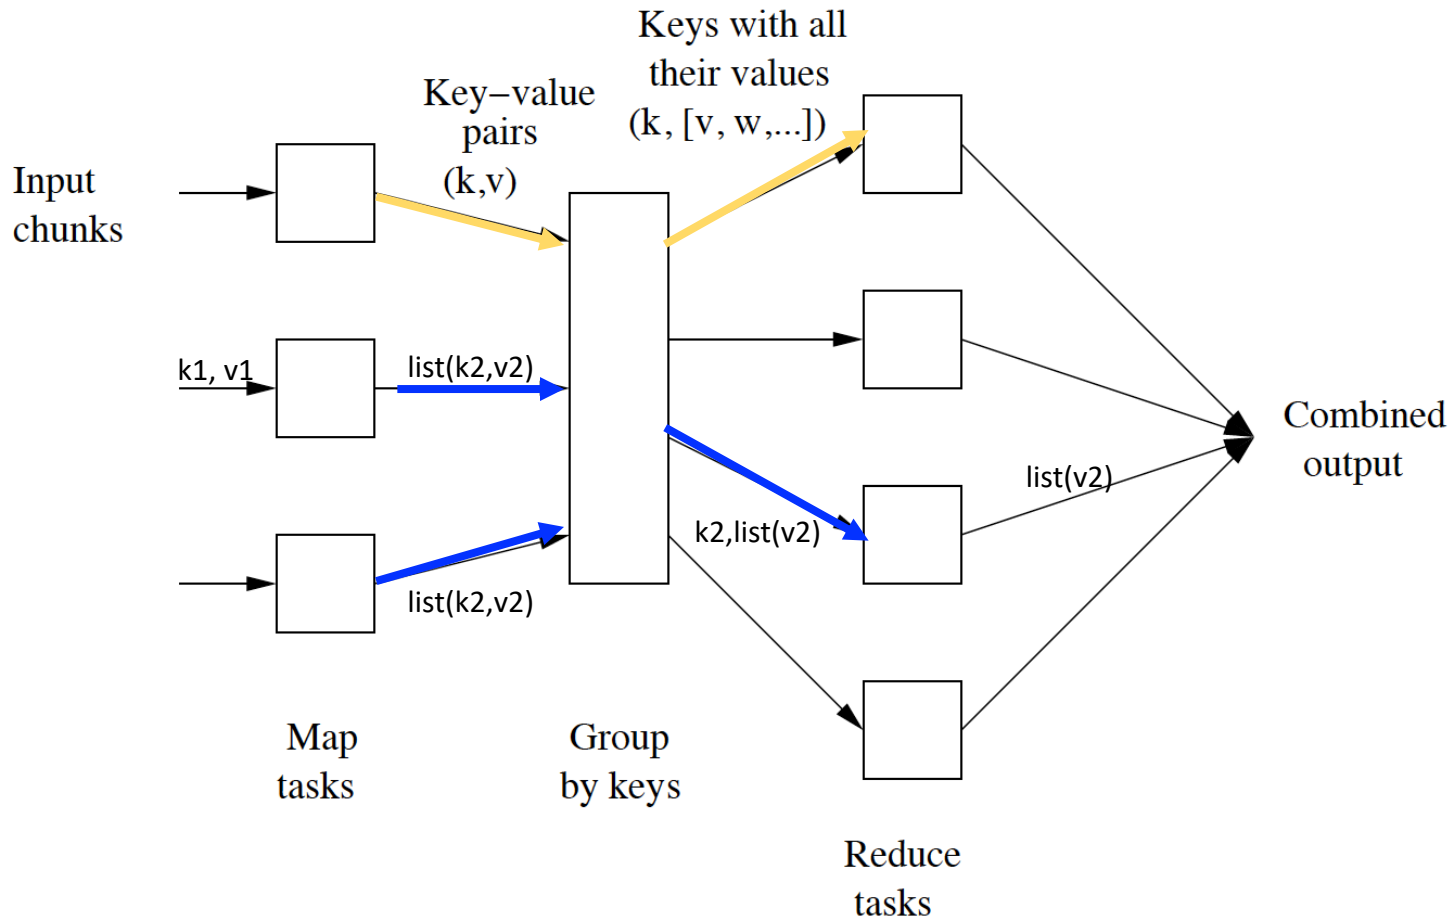 Keys with all
their values
(k, [v, w,...])
Key–value
pairs
(k,v)
Input
chunks
k1, v1
list(k2,v2)
list(k2,v2)
k2,list(v2)
list(v2)
Combined
output
Map
tasks
Group
by keys
Reduce
tasks